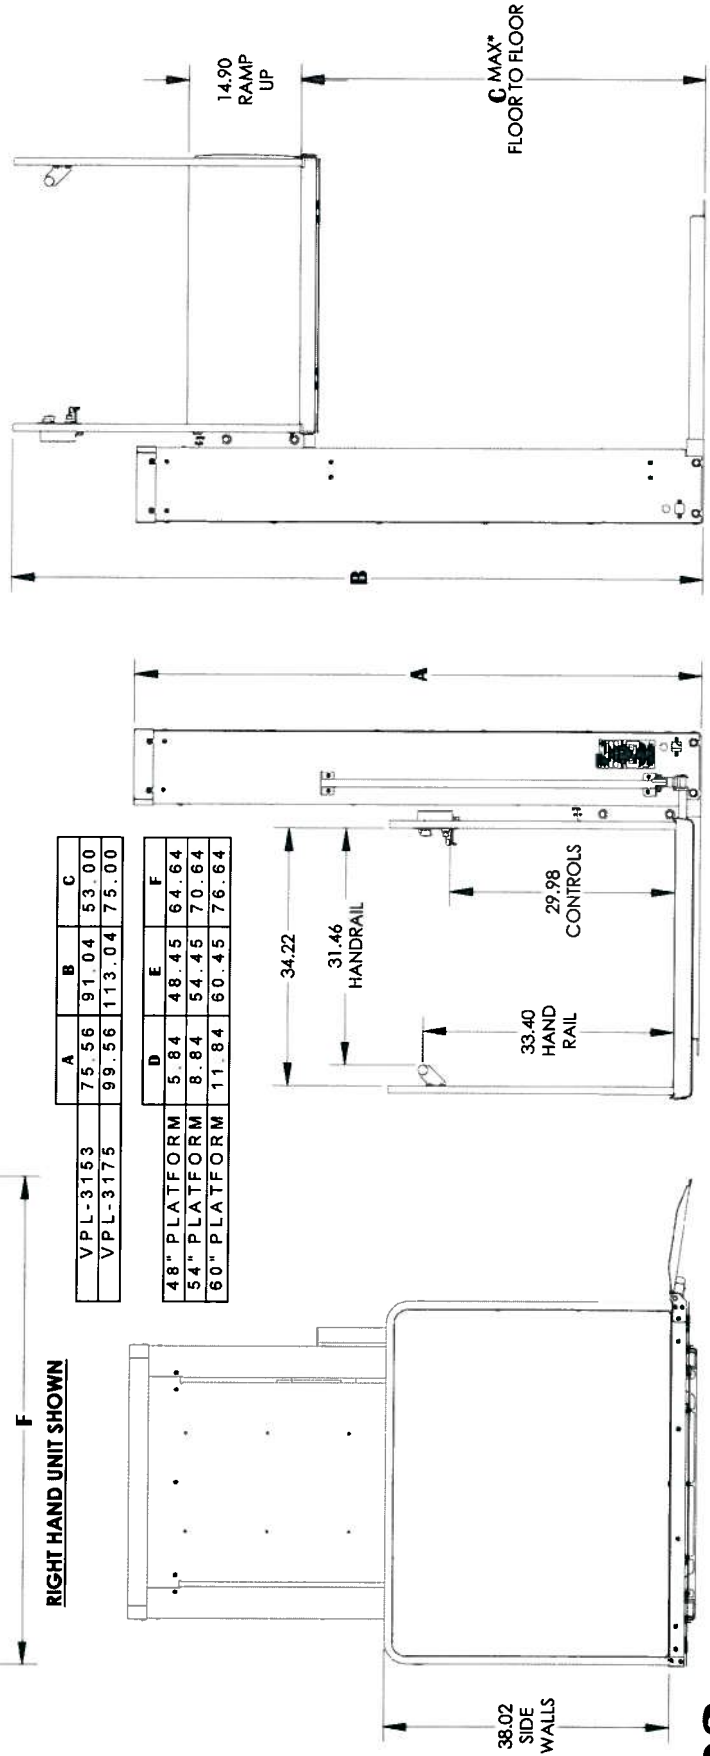 F
RIGHT HAND UNIT SHOWN
A B C
VPL-3153 75.56 91.04 53.00
VPL-3175 99.56 113.04 75.00
D E F
48" PLATFORM 5.84 48.45 64.64
54" PLATFORM 8.84 54.45 70.64
60" PLATFORM 11.84 60.45 76.64
38.02
SIDE
WALLS
34.22
31.46
HANDRAIL
33.40
HAND
RAIL
29.98
CONTROLS
A
B
14.90
RAMP
UP
C MAX*
FLOOR TO FLOOR